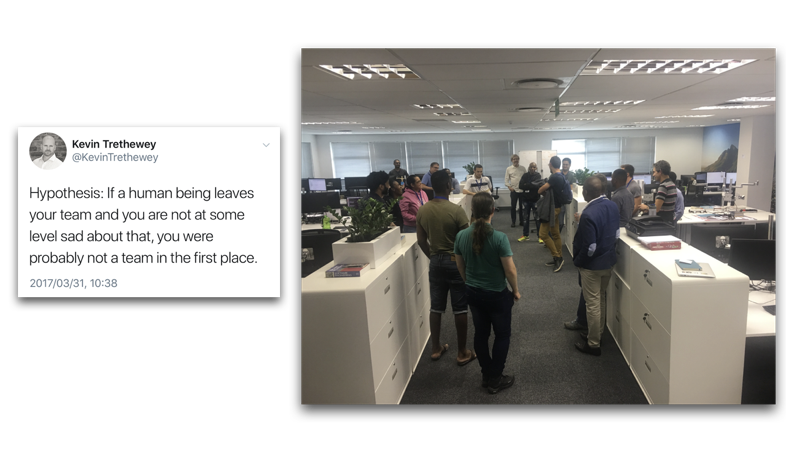 Kevin Trethewey
@KevinTrethewey
Hypothesis: If a human being leaves
your team and you are not at some
level sad about that, you were
probably not a team in the first place.
2017/03/31, 10:38